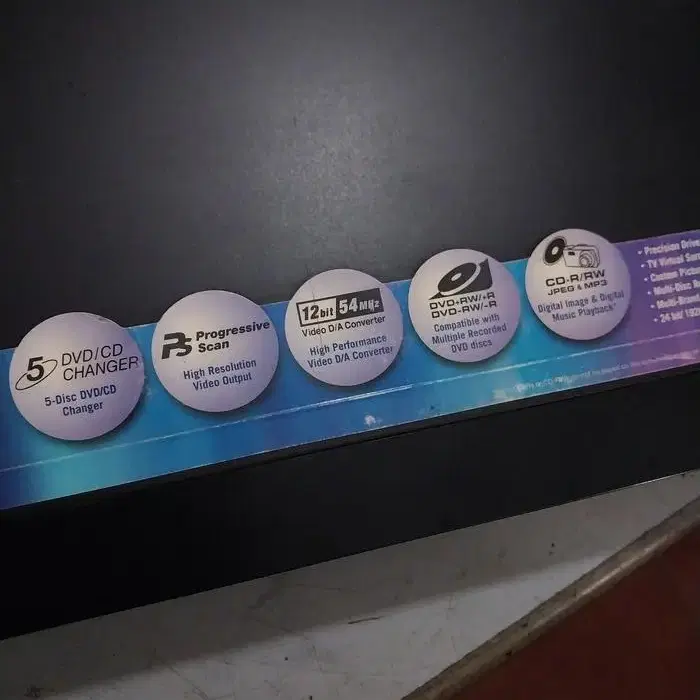 5 DVD/CD
CHANGER
5-Disc DVD/CD
Changer
PS Progressive
Scan
High Resolution
Video Output
12bit 54MHz
Video D/A Converter
High Performance
Video D/A Converter
DVD+RW/+R
DVD-RW/-R
Compatible with
Multiple Recorded
DVD discs
CD-R/RW
JPEG & MP3
Digital Image & Digital
Music Playback*
• Precision Drive
• TV Virtual
• Custom
• Multi-Disc
• Multi-
• 24 bit/